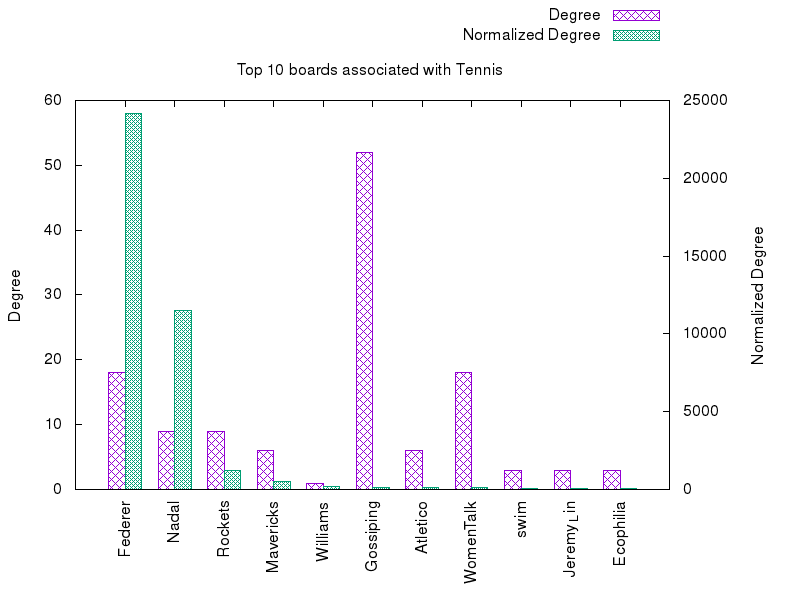 Degree
Normalized Degree
Top 10 boards associated with Tennis
60
50
40
30
20
10
0
25000
20000
15000
10000
5000
0
Degree
Normalized Degree
Federer
Nadal
Rockets
Mavericks
Williams
Gossiping
Atletico
WomenTalk
swim
Jeremy_Lin
Ecophilia